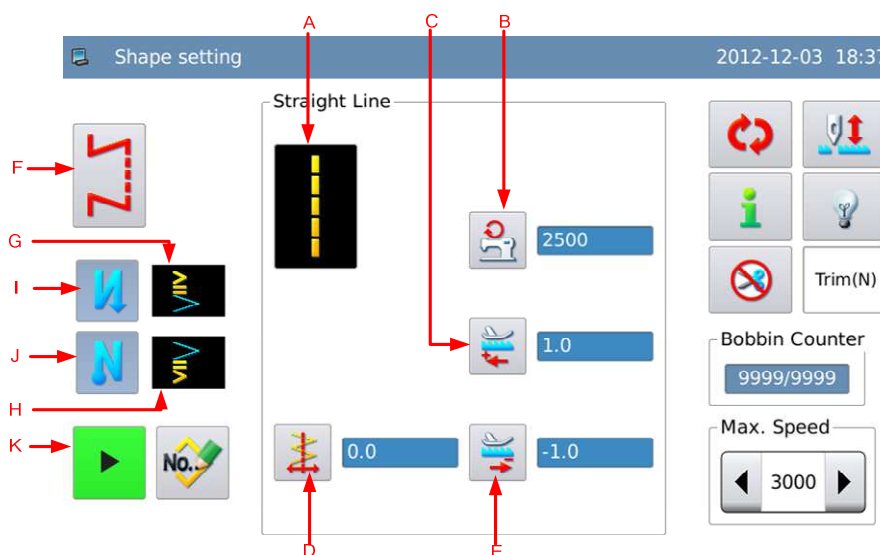 A
C
B
Shape setting
2012-12-03 18:37
Straight Line
F
G
2500
I
Trim(N)
C
1.0
J
Bobbin Counter
9999/9999
H
Max. Speed
K
No.
0.0
-1.0
3000
D
E